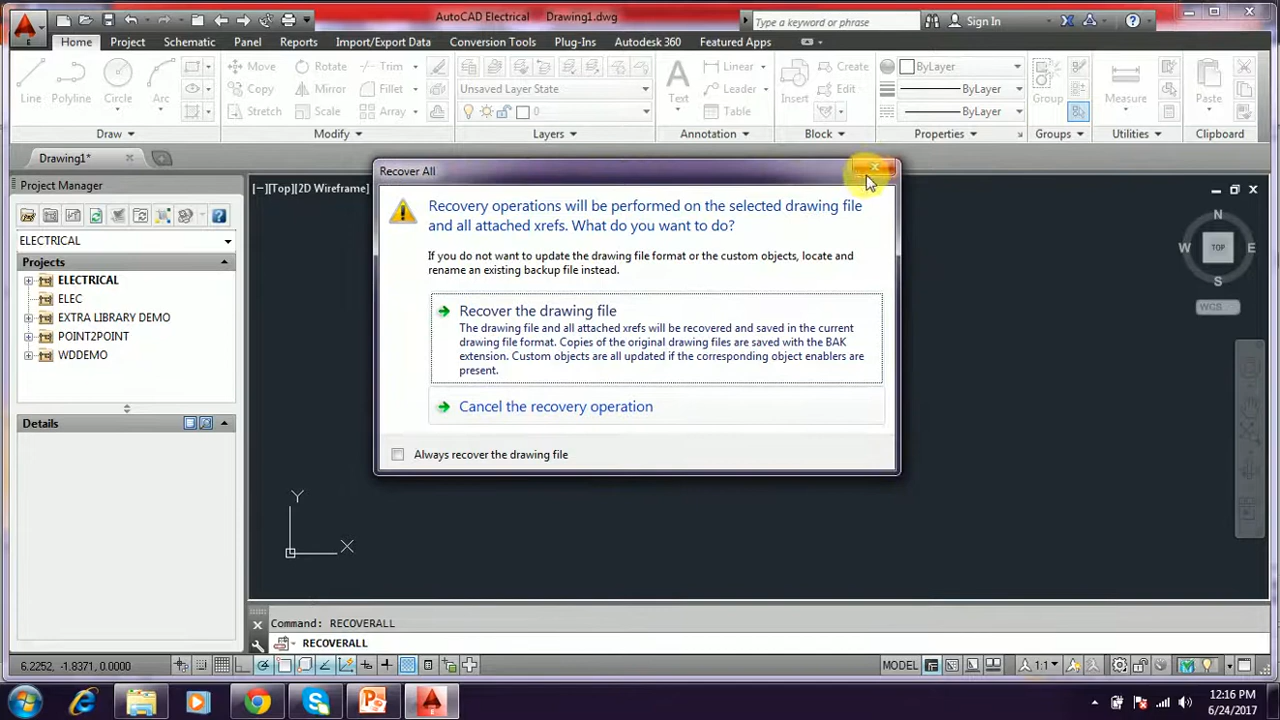 AutoCAD Electrical Drawing1.dwg
Type a keyword or phrase
Sign In
E
Home Project Schematic Panel Reports Import/Export Data Conversion Tools Plug-Ins Autodesk 360 Featured Apps
Line Polyline Circle Arc
Move Rotate Trim
Copy Mirror Fillet
Stretch Scale Array
Unsaved Layer State
0
Text
Linear
Leader
Table
Insert
Create
Edit
ByLayer
ByLayer
ByLayer
Group
Measure
Paste
Draw Modify Layers Annotation Block Properties Groups Utilities Clipboard
Drawing1*
Project Manager
ELECTRICAL
Projects
ELECTRICAL
ELEC
EXTRA LIBRARY DEMO
POINT2POINT
WDDEMO
Details
[−][Top][2D Wireframe]
Recover All
Recovery operations will be performed on the selected drawing file
and all attached xrefs. What do you want to do?
If you do not want to update the drawing file format or the custom objects, locate and
rename an existing backup file instead.
Recover the drawing file
The drawing file and all attached xrefs will be recovered and saved in the current
drawing file format. Copies of the original drawing files are saved with the BAK
extension. Custom objects are all updated if the corresponding object enablers are
present.
Cancel the recovery operation
Always recover the drawing file
N
W TOP E
S
WCS
Y
X
Command: RECOVERALL
RECOVERALL
6.2252, -1.8371, 0.0000
MODEL
1:1
12:16 PM
6/24/2017